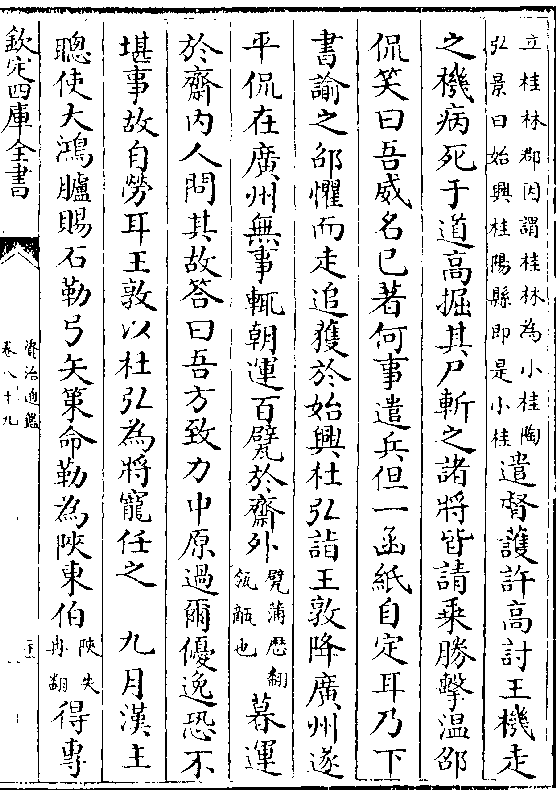 立桂林郡因謂桂林為小桂陶
弘景曰始興桂陽縣即是小桂
遣督護許高討王機走
之機病死于道高掘其尸斬之諸將皆請乘勝擊温邵
侃笑曰吾威名已著何事遣兵但一函紙自定耳乃下
書諭之邵懼而走追獲於始興杜弘詣王敦降廣州遂
平侃在廣州無事輒朝運百甓於齋外
甓蒲歴翻
瓴甋也
暮運
於齋内人問其故答曰吾方致力中原過爾優逸恐不
堪事故自勞耳王敦以杜弘為將寵任之　九月漢主
聰使大鴻臚賜石勒弓矢策命勒為陜東伯
陜失
冉翻
得專
欽定四庫全書
資治通鑑
卷八十九